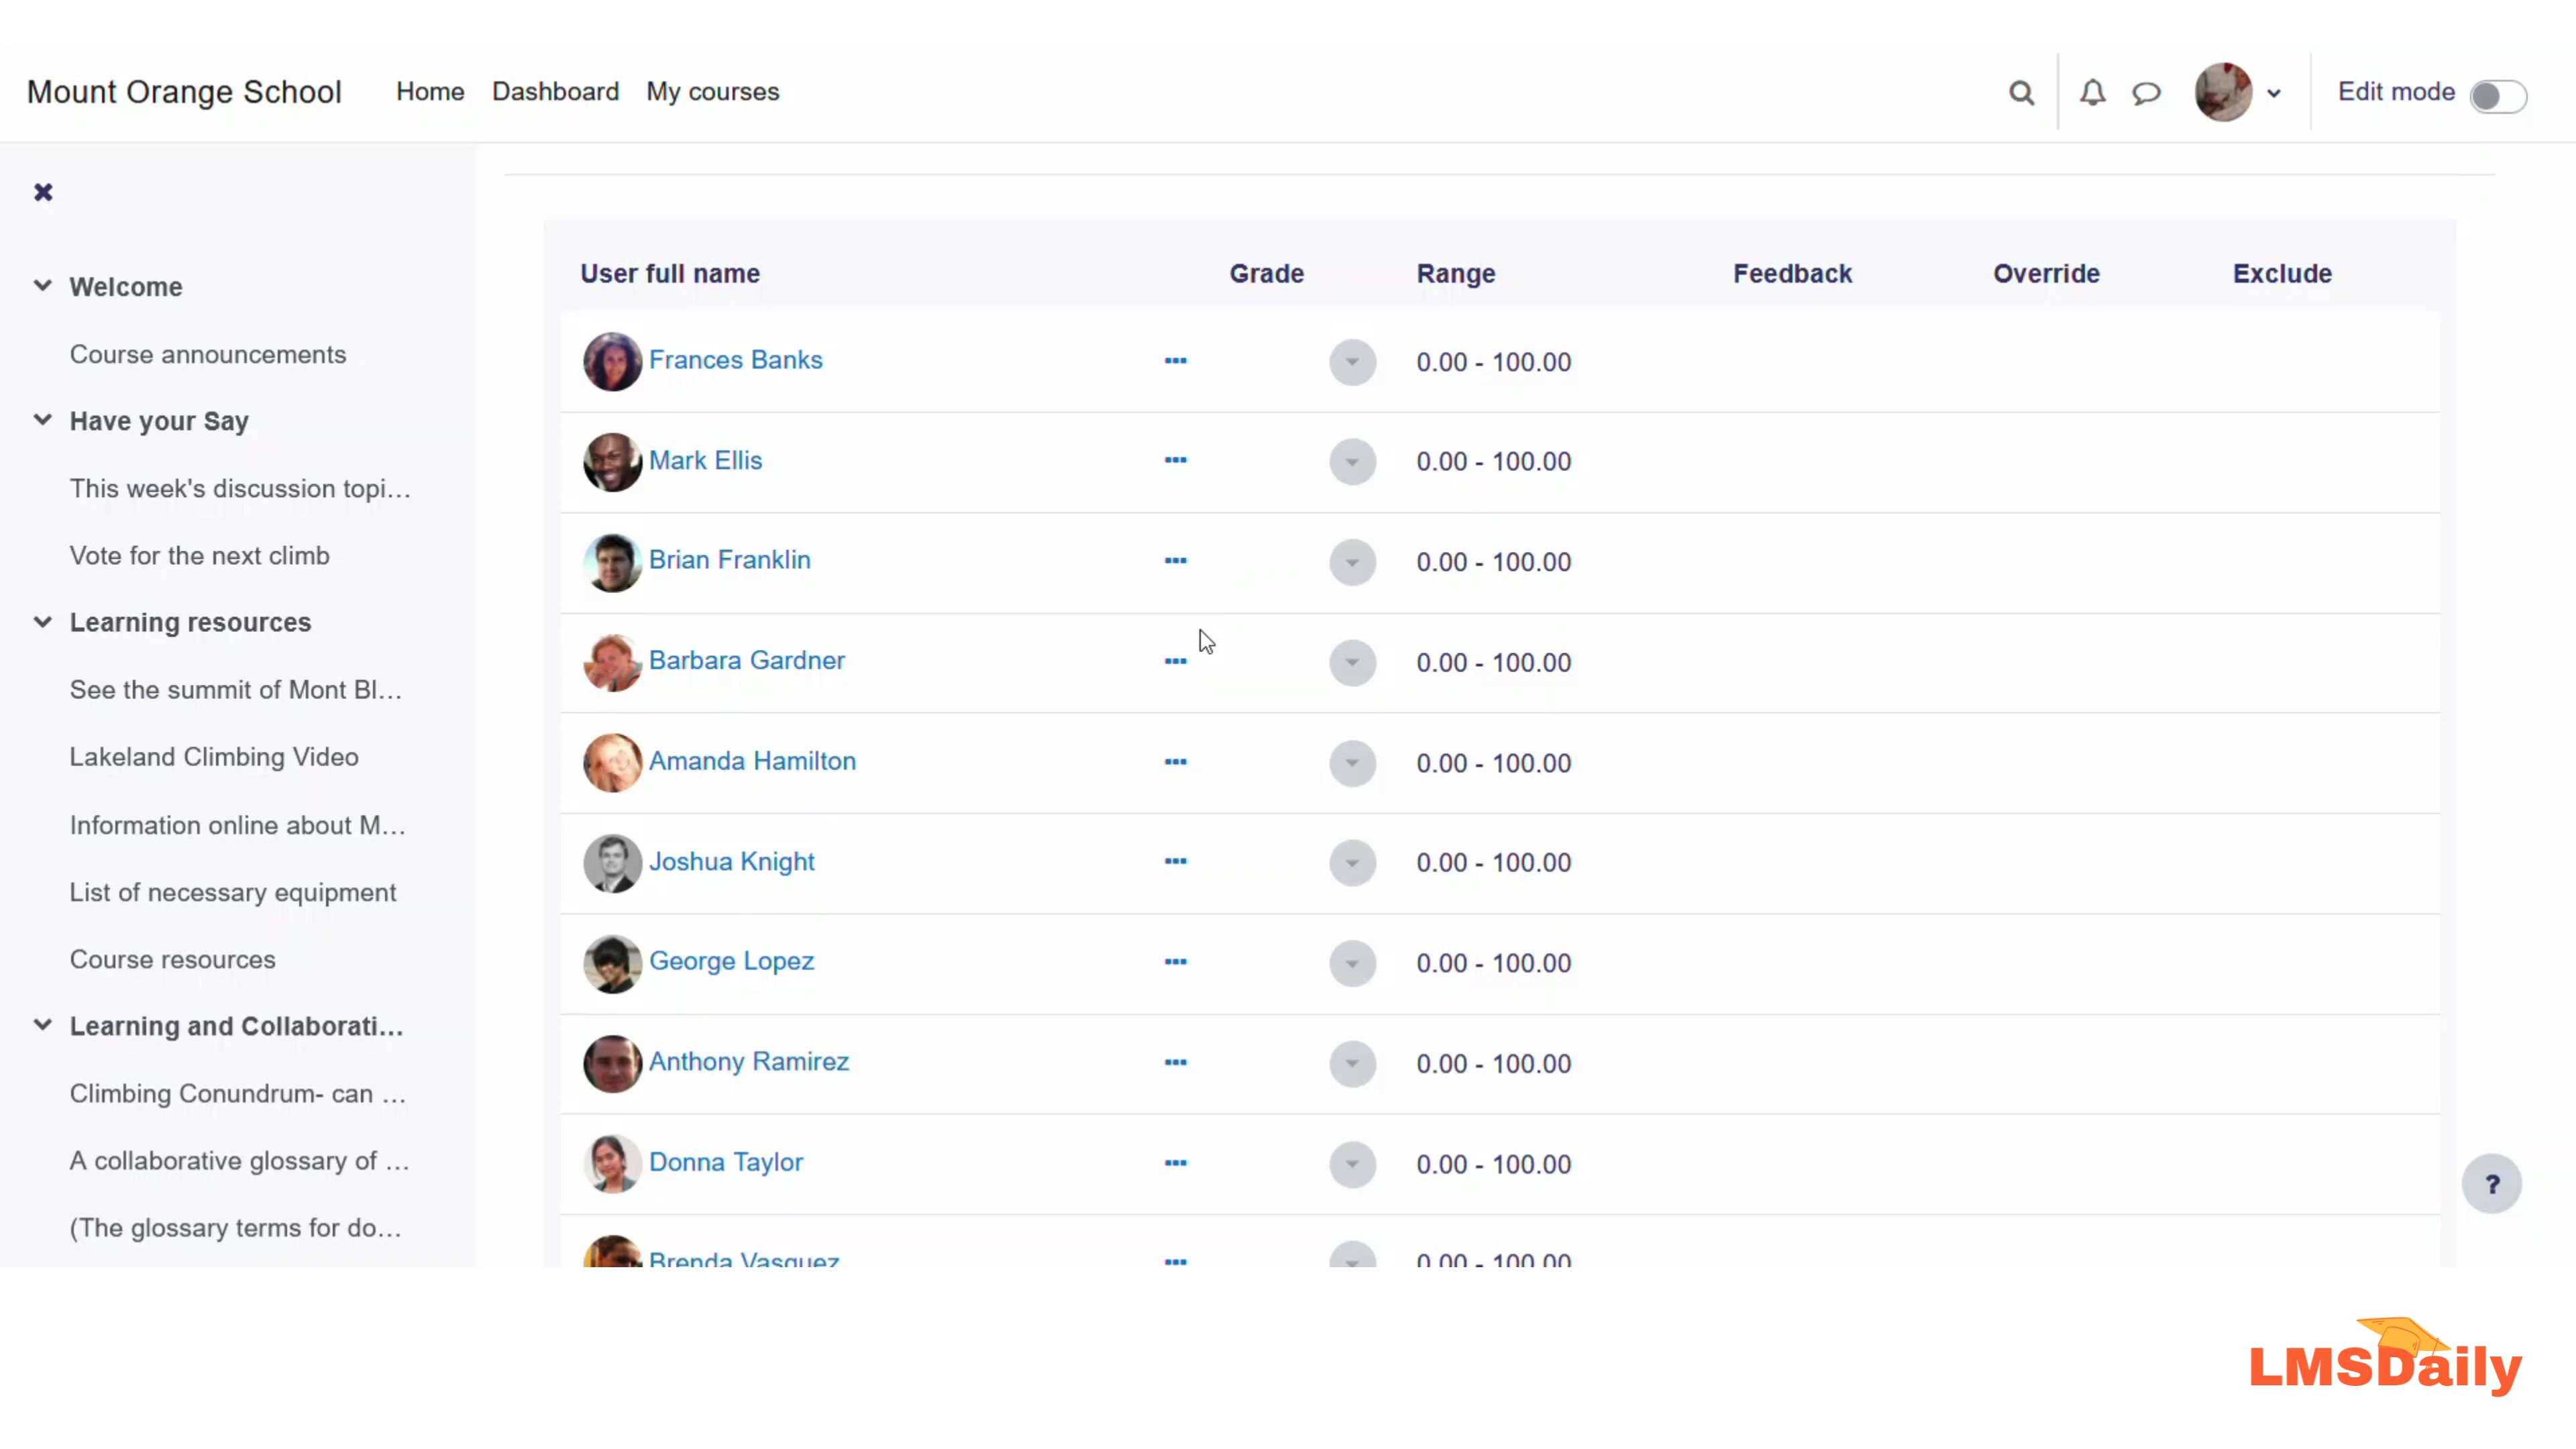 Mount Orange School Home Dashboard My courses Edit mode
Welcome
Course announcements
Have your Say
This week's discussion topi...
Vote for the next climb
Learning resources
See the summit of Mont Bl...
Lakeland Climbing Video
Information online about M...
List of necessary equipment
Course resources
Learning and Collaborati...
Climbing Conundrum- can ...
A collaborative glossary of ...
(The glossary terms for do...
User full name Grade Range Feedback Override Exclude
Frances Banks 0.00 - 100.00
Mark Ellis 0.00 - 100.00
Brian Franklin 0.00 - 100.00
Barbara Gardner 0.00 - 100.00
Amanda Hamilton 0.00 - 100.00
Joshua Knight 0.00 - 100.00
George Lopez 0.00 - 100.00
Anthony Ramirez 0.00 - 100.00
Donna Taylor 0.00 - 100.00
Brenda Vasquez 0.00 - 100.00
?
LMSDaily